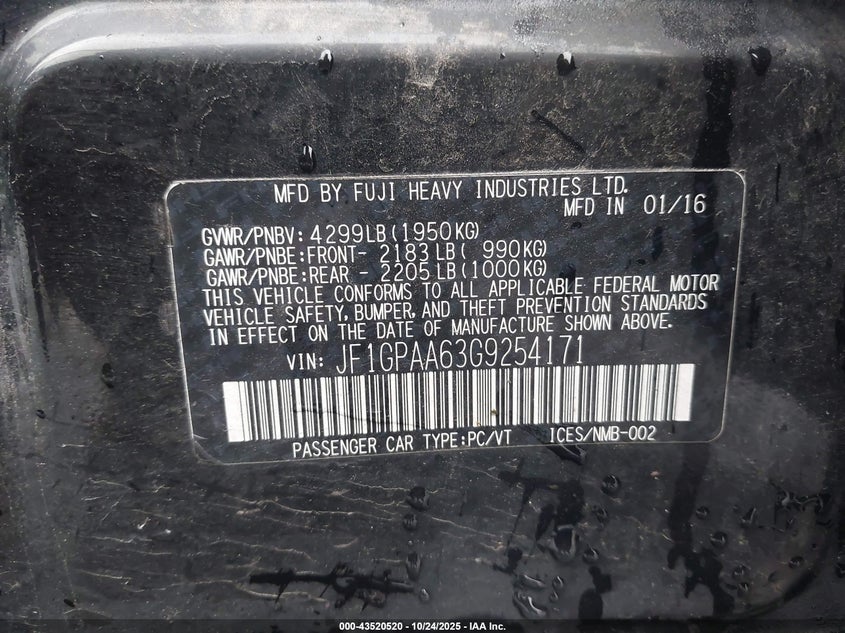 MFD BY FUJI HEAVY INDUSTRIES LTD.
MFD IN 01/16
GVWR/PNBV: 4299LB(1950KG)
GAWR/PNBE:FRONT- 2183LB( 990KG)
GAWR/PNBE:REAR - 2205LB(1000KG)
THIS VEHICLE CONFORMS TO ALL APPLICABLE FEDERAL MOTOR
VEHICLE SAFETY, BUMPER, AND THEFT PREVENTION STANDARDS
IN EFFECT ON THE DATE OF MANUFACTURE SHOWN ABOVE.
VIN: JF1GPAA63G9254171
PASSENGER CAR TYPE:PC/VT ICES/NMB-002
000-43520520 - 10/24/2025 - IAA Inc.